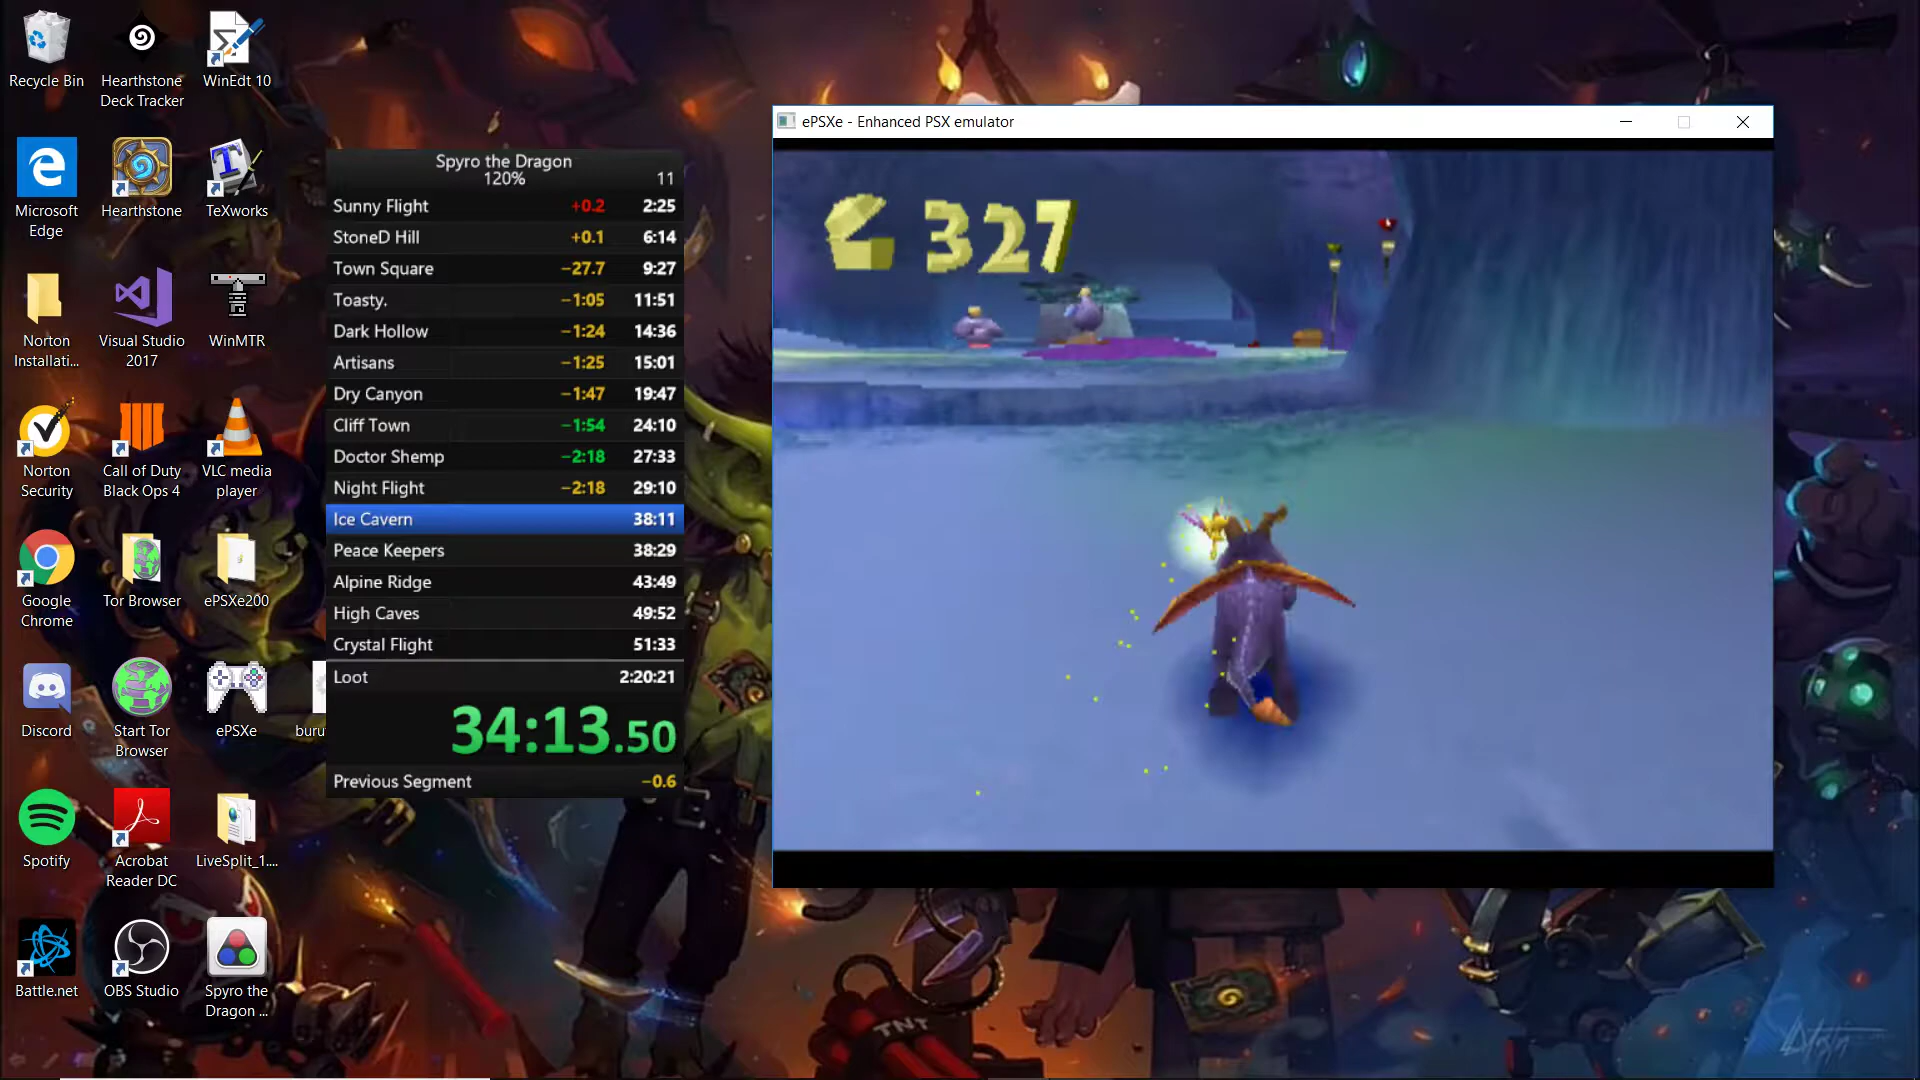 Recycle Bin
Hearthstone
Deck Tracker
WinEdt 10
Microsoft
Edge
Hearthstone
TeXworks
Norton
Installati...
Visual Studio
2017
WinMTR
Norton
Security
Call of Duty
Black Ops 4
VLC media
player
Google
Chrome
Tor Browser
ePSXe200
Discord
Start Tor
Browser
ePSXe
buru
Spotify
Acrobat
Reader DC
LiveSplit_1....
Battle.net
OBS Studio
Spyro the
Dragon ...
Spyro the Dragon
120% 11
Sunny Flight +0.2 2:25
StoneD Hill +0.1 6:14
Town Square −27.7 9:27
Toasty. −1:05 11:51
Dark Hollow −1:24 14:36
Artisans −1:25 15:01
Dry Canyon −1:47 19:47
Cliff Town −1:54 24:10
Doctor Shemp −2:18 27:33
Night Flight −2:18 29:10
Ice Cavern 38:11
Peace Keepers 38:29
Alpine Ridge 43:49
High Caves 49:52
Crystal Flight 51:33
Loot 2:20:21
34:13.50
Previous Segment −0.6
ePSXe - Enhanced PSX emulator
327
TNT